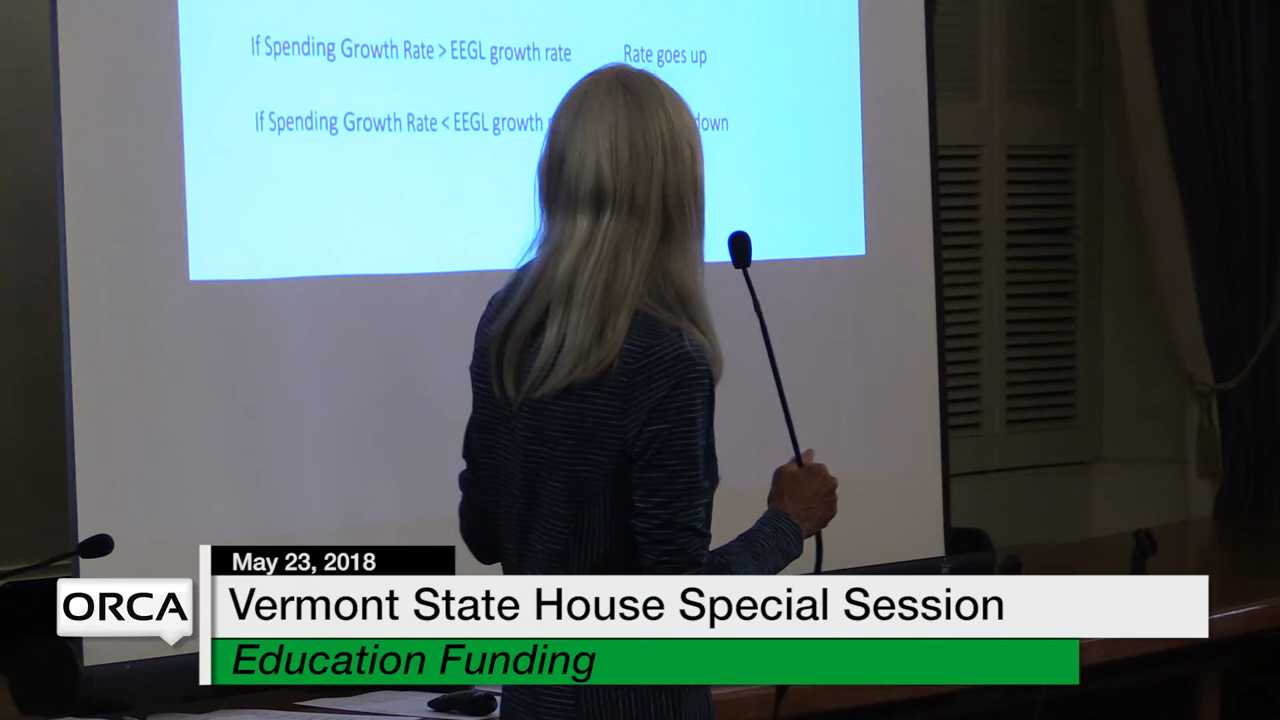 If Spending Growth Rate > EEGL growth rate Rate goes up
If Spending Growth Rate < EEGL growth down
May 23, 2018
ORCA
Vermont State House Special Session
Education Funding